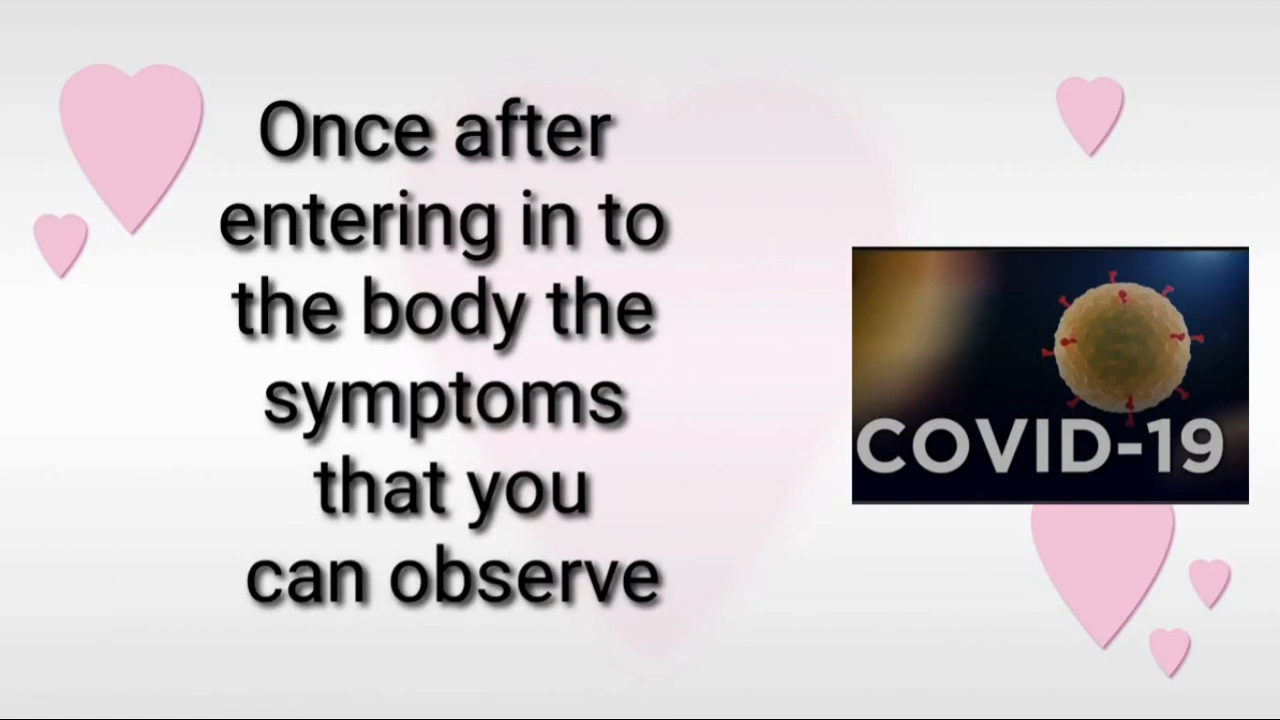 Once after
entering in to
the body the
symptoms
that you
can observe
COVID-19